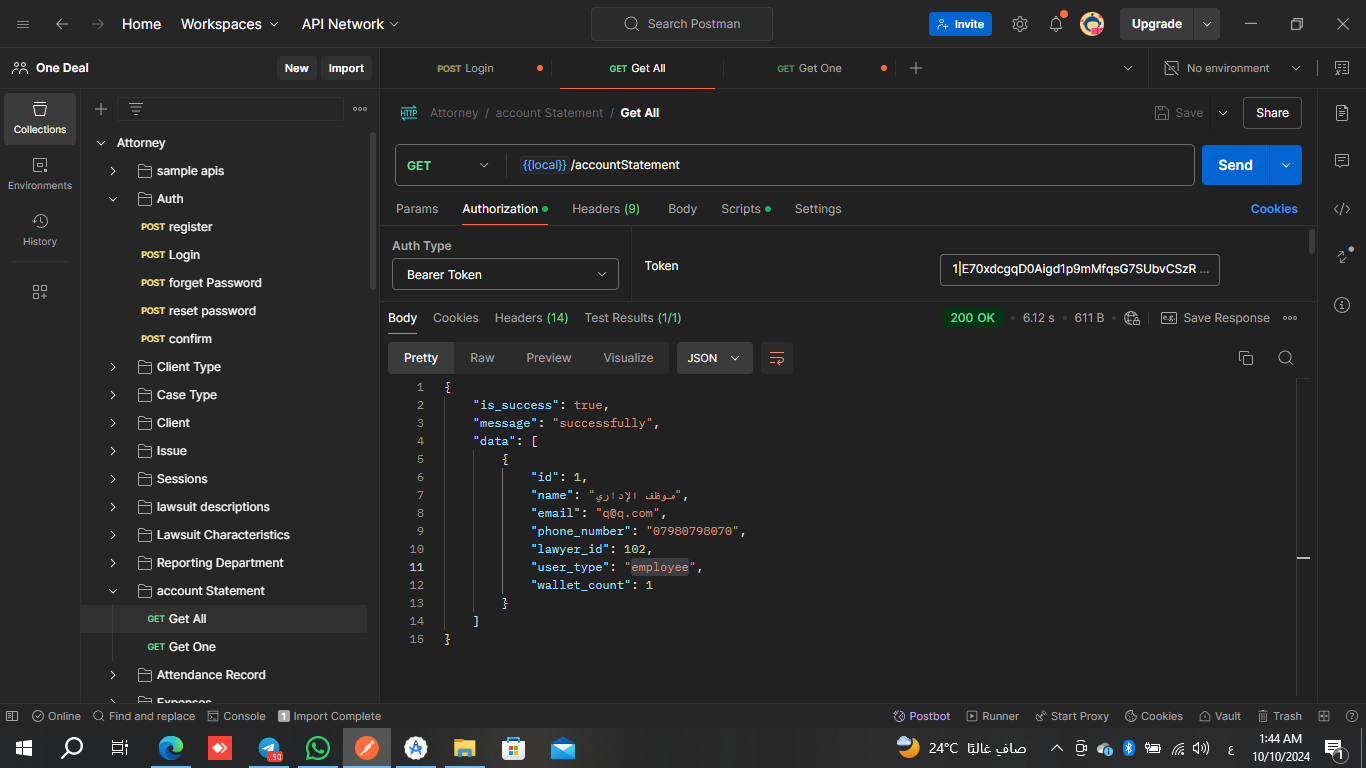 Home Workspaces API Network Search Postman Invite Upgrade
One Deal New Import POST Login GET Get All GET Get One No environment
Collections
Environments
History
Attorney
sample apis
Auth
POST register
POST Login
POST forget Password
POST reset password
POST confirm
Client Type
Case Type
Client
Issue
Sessions
lawsuit descriptions
Lawsuit Characteristics
Reporting Department
account Statement
GET Get All
GET Get One
Attendance Record
Expenses
HTTP Attorney / account Statement / Get All Save Share
GET {{local}} /accountStatement Send
Params Authorization Headers (9) Body Scripts Settings Cookies
Auth Type
Bearer Token
Token 1|E70xdcgqD0Aigd1p9mMfqsG7SUbvCSzR ...
Body Cookies Headers (14) Test Results (1/1) 200 OK 6.12 s 611 B e.g. Save Response
Pretty Raw Preview Visualize JSON
1 {
2 "is_success": true,
3 "message": "successfully",
4 "data": [
5 {
6 "id": 1,
7 "name": "موظف الإداري",
8 "email": "q@q.com",
9 "phone_number": "07980798070",
10 "lawyer_id": 102,
11 "user_type": "employee",
12 "wallet_count": 1
13 }
14 ]
15 }
Online Find and replace Console 1 Import Complete Postbot Runner Start Proxy Cookies Vault Trash
.50 24°C صافٍ غالبًا ع 1:44 AM
10/10/2024 1